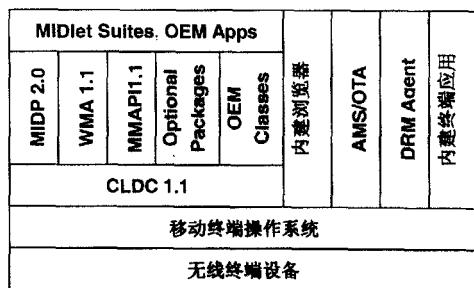 MIDlet Suites, OEM Apps
MIDP 2.0
WMA 1.1
MMAPI1.1
Optional
Packages
OEM
Classes
CLDC 1.1
内建浏览器
AMS/OTA
DRM Agent
内建终端应用
移动终端操作系统
无线终端设备